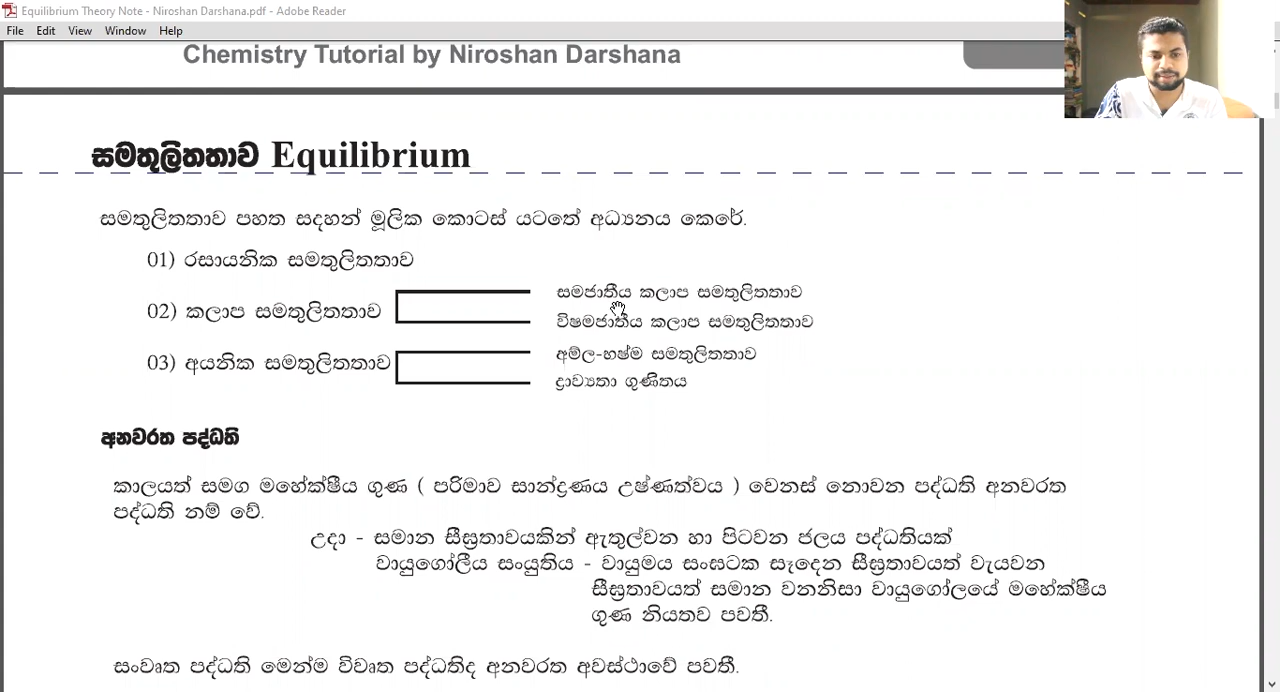 Equilibrium Theory Note - Niroshan Darshana.pdf - Adobe Reader
File Edit View Window Help
Chemistry Tutorial by Niroshan Darshana
සමතුලිතතාව Equilibrium
සමතුලිතතාව පහත සදහන් මූලික කොටස් යටතේ අධ්‍යනය කෙරේ.
01) රසායනික සමතුලිතතාව
02) කලාප සමතුලිතතාව
සමජාතීය කලාප සමතුලිතතාව
විෂමජාතීය කලාප සමතුලිතතාව
03) අයනික සමතුලිතතාව
අම්ල-භෂ්ම සමතුලිතතාව
ද්‍රාව්‍යතා ගුණිතය
අනවරත පද්ධති
කාලයත් සමග මහේක්ෂීය ගුණ ( පරිමාව සාන්ද්‍රණය උෂ්ණත්වය ) වෙනස් නොවන පද්ධති අනවරත
පද්ධති නම් වේ.
උදා - සමාන සීඝ්‍රතාවයකින් ඇතුල්වන හා පිටවන ජලය පද්ධතියක්
වායුගෝලීය සංයුතිය - වායුමය සංඝටක සෑදෙන සීඝ්‍රතාවයත් වැයවන
සීඝ්‍රතාවයත් සමාන වනනිසා වායුගෝලයේ මහේක්ෂීය
ගුණ නියතව පවතී.
සංවෘත පද්ධති මෙන්ම විවෘත පද්ධතිද අනවරත අවස්ථාවේ පවතී.